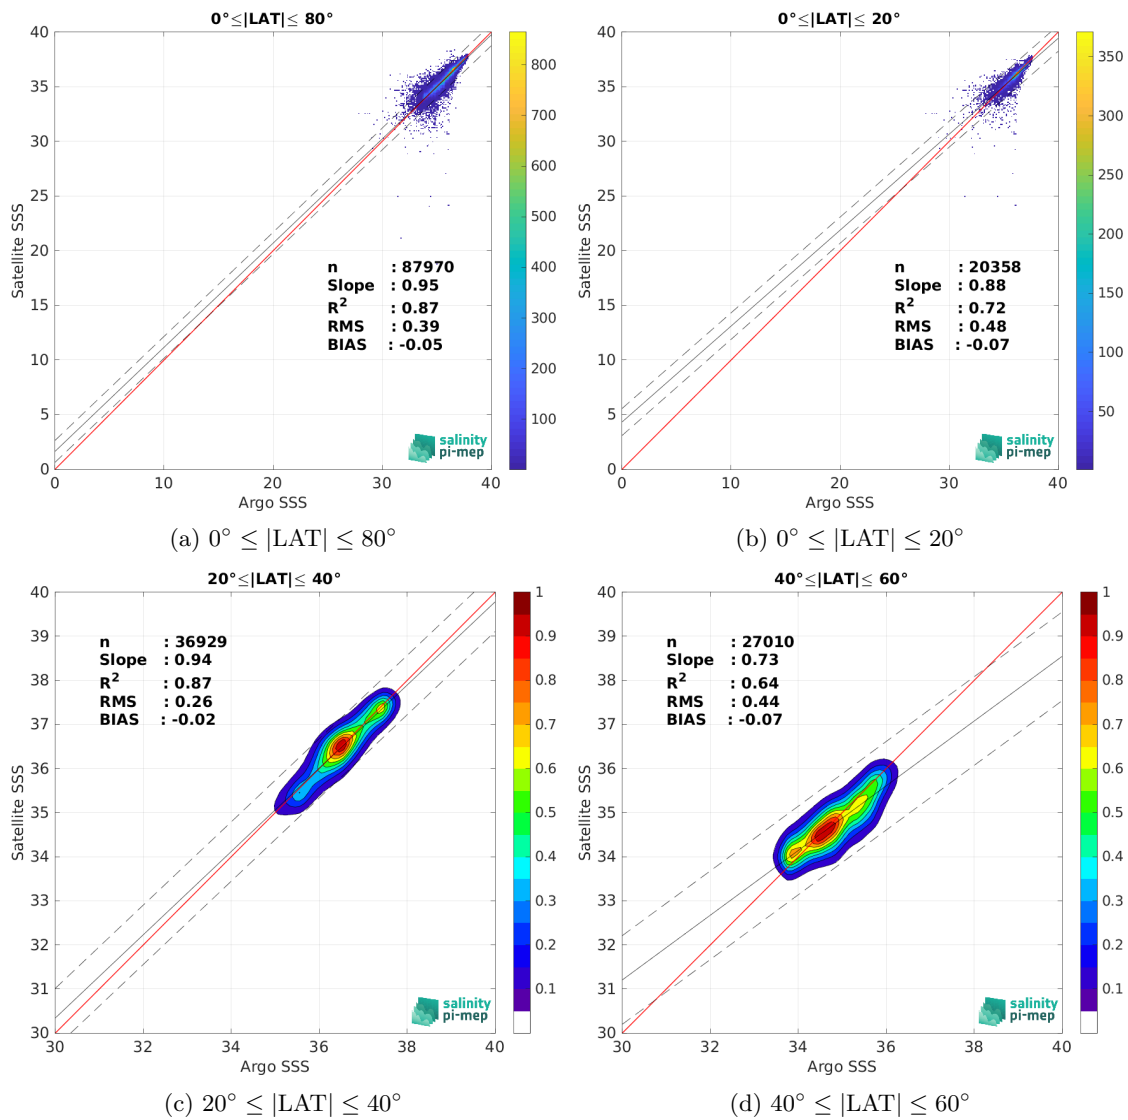 0°≤|LAT|≤ 80°
Satellite SSS
40
35
30
25
20
15
10
5
0
n : 87970
Slope : 0.95
R² : 0.87
RMS : 0.39
BIAS : -0.05
salinity
pi-mep
0 10 20 30 40
Argo SSS
800
700
600
500
400
300
200
100
(a) 0° ≤ |LAT| ≤ 80°
0°≤|LAT|≤ 20°
Satellite SSS
40
35
30
25
20
15
10
5
0
n : 20358
Slope : 0.88
R² : 0.72
RMS : 0.48
BIAS : -0.07
salinity
pi-mep
0 10 20 30 40
Argo SSS
350
300
250
200
150
100
50
(b) 0° ≤ |LAT| ≤ 20°
20°≤|LAT|≤ 40°
Satellite SSS
40
39
38
37
36
35
34
33
32
31
30
n : 36929
Slope : 0.94
R² : 0.87
RMS : 0.26
BIAS : -0.02
salinity
pi-mep
30 32 34 36 38 40
Argo SSS
1
0.9
0.8
0.7
0.6
0.5
0.4
0.3
0.2
0.1
(c) 20° ≤ |LAT| ≤ 40°
40°≤|LAT|≤ 60°
Satellite SSS
40
39
38
37
36
35
34
33
32
31
30
n : 27010
Slope : 0.73
R² : 0.64
RMS : 0.44
BIAS : -0.07
salinity
pi-mep
30 32 34 36 38 40
Argo SSS
1
0.9
0.8
0.7
0.6
0.5
0.4
0.3
0.2
0.1
(d) 40° ≤ |LAT| ≤ 60°